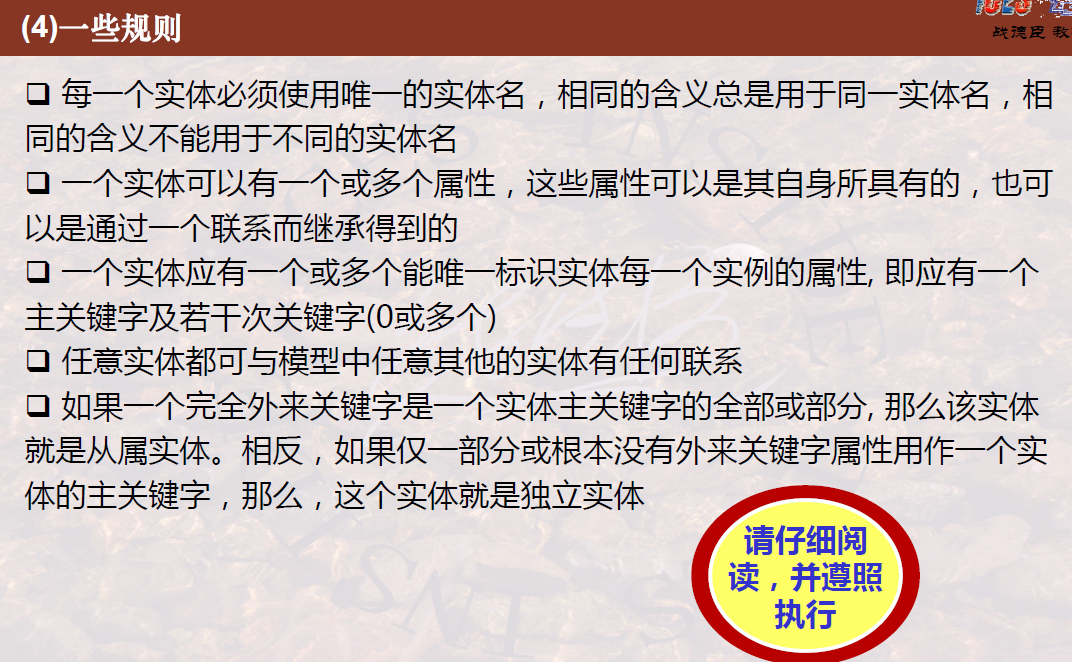 (4)一些规则
战德臣 教
❑ 每一个实体必须使用唯一的实体名，相同的含义总是用于同一实体名，相
同的含义不能用于不同的实体名
❑ 一个实体可以有一个或多个属性，这些属性可以是其自身所具有的，也可
以是通过一个联系而继承得到的
❑ 一个实体应有一个或多个能唯一标识实体每一个实例的属性, 即应有一个
主关键字及若干次关键字(0或多个)
❑ 任意实体都可与模型中任意其他的实体有任何联系
❑ 如果一个完全外来关键字是一个实体主关键字的全部或部分, 那么该实体
就是从属实体。相反，如果仅一部分或根本没有外来关键字属性用作一个实
体的主关键字，那么，这个实体就是独立实体
请仔细阅
读，并遵照
执行